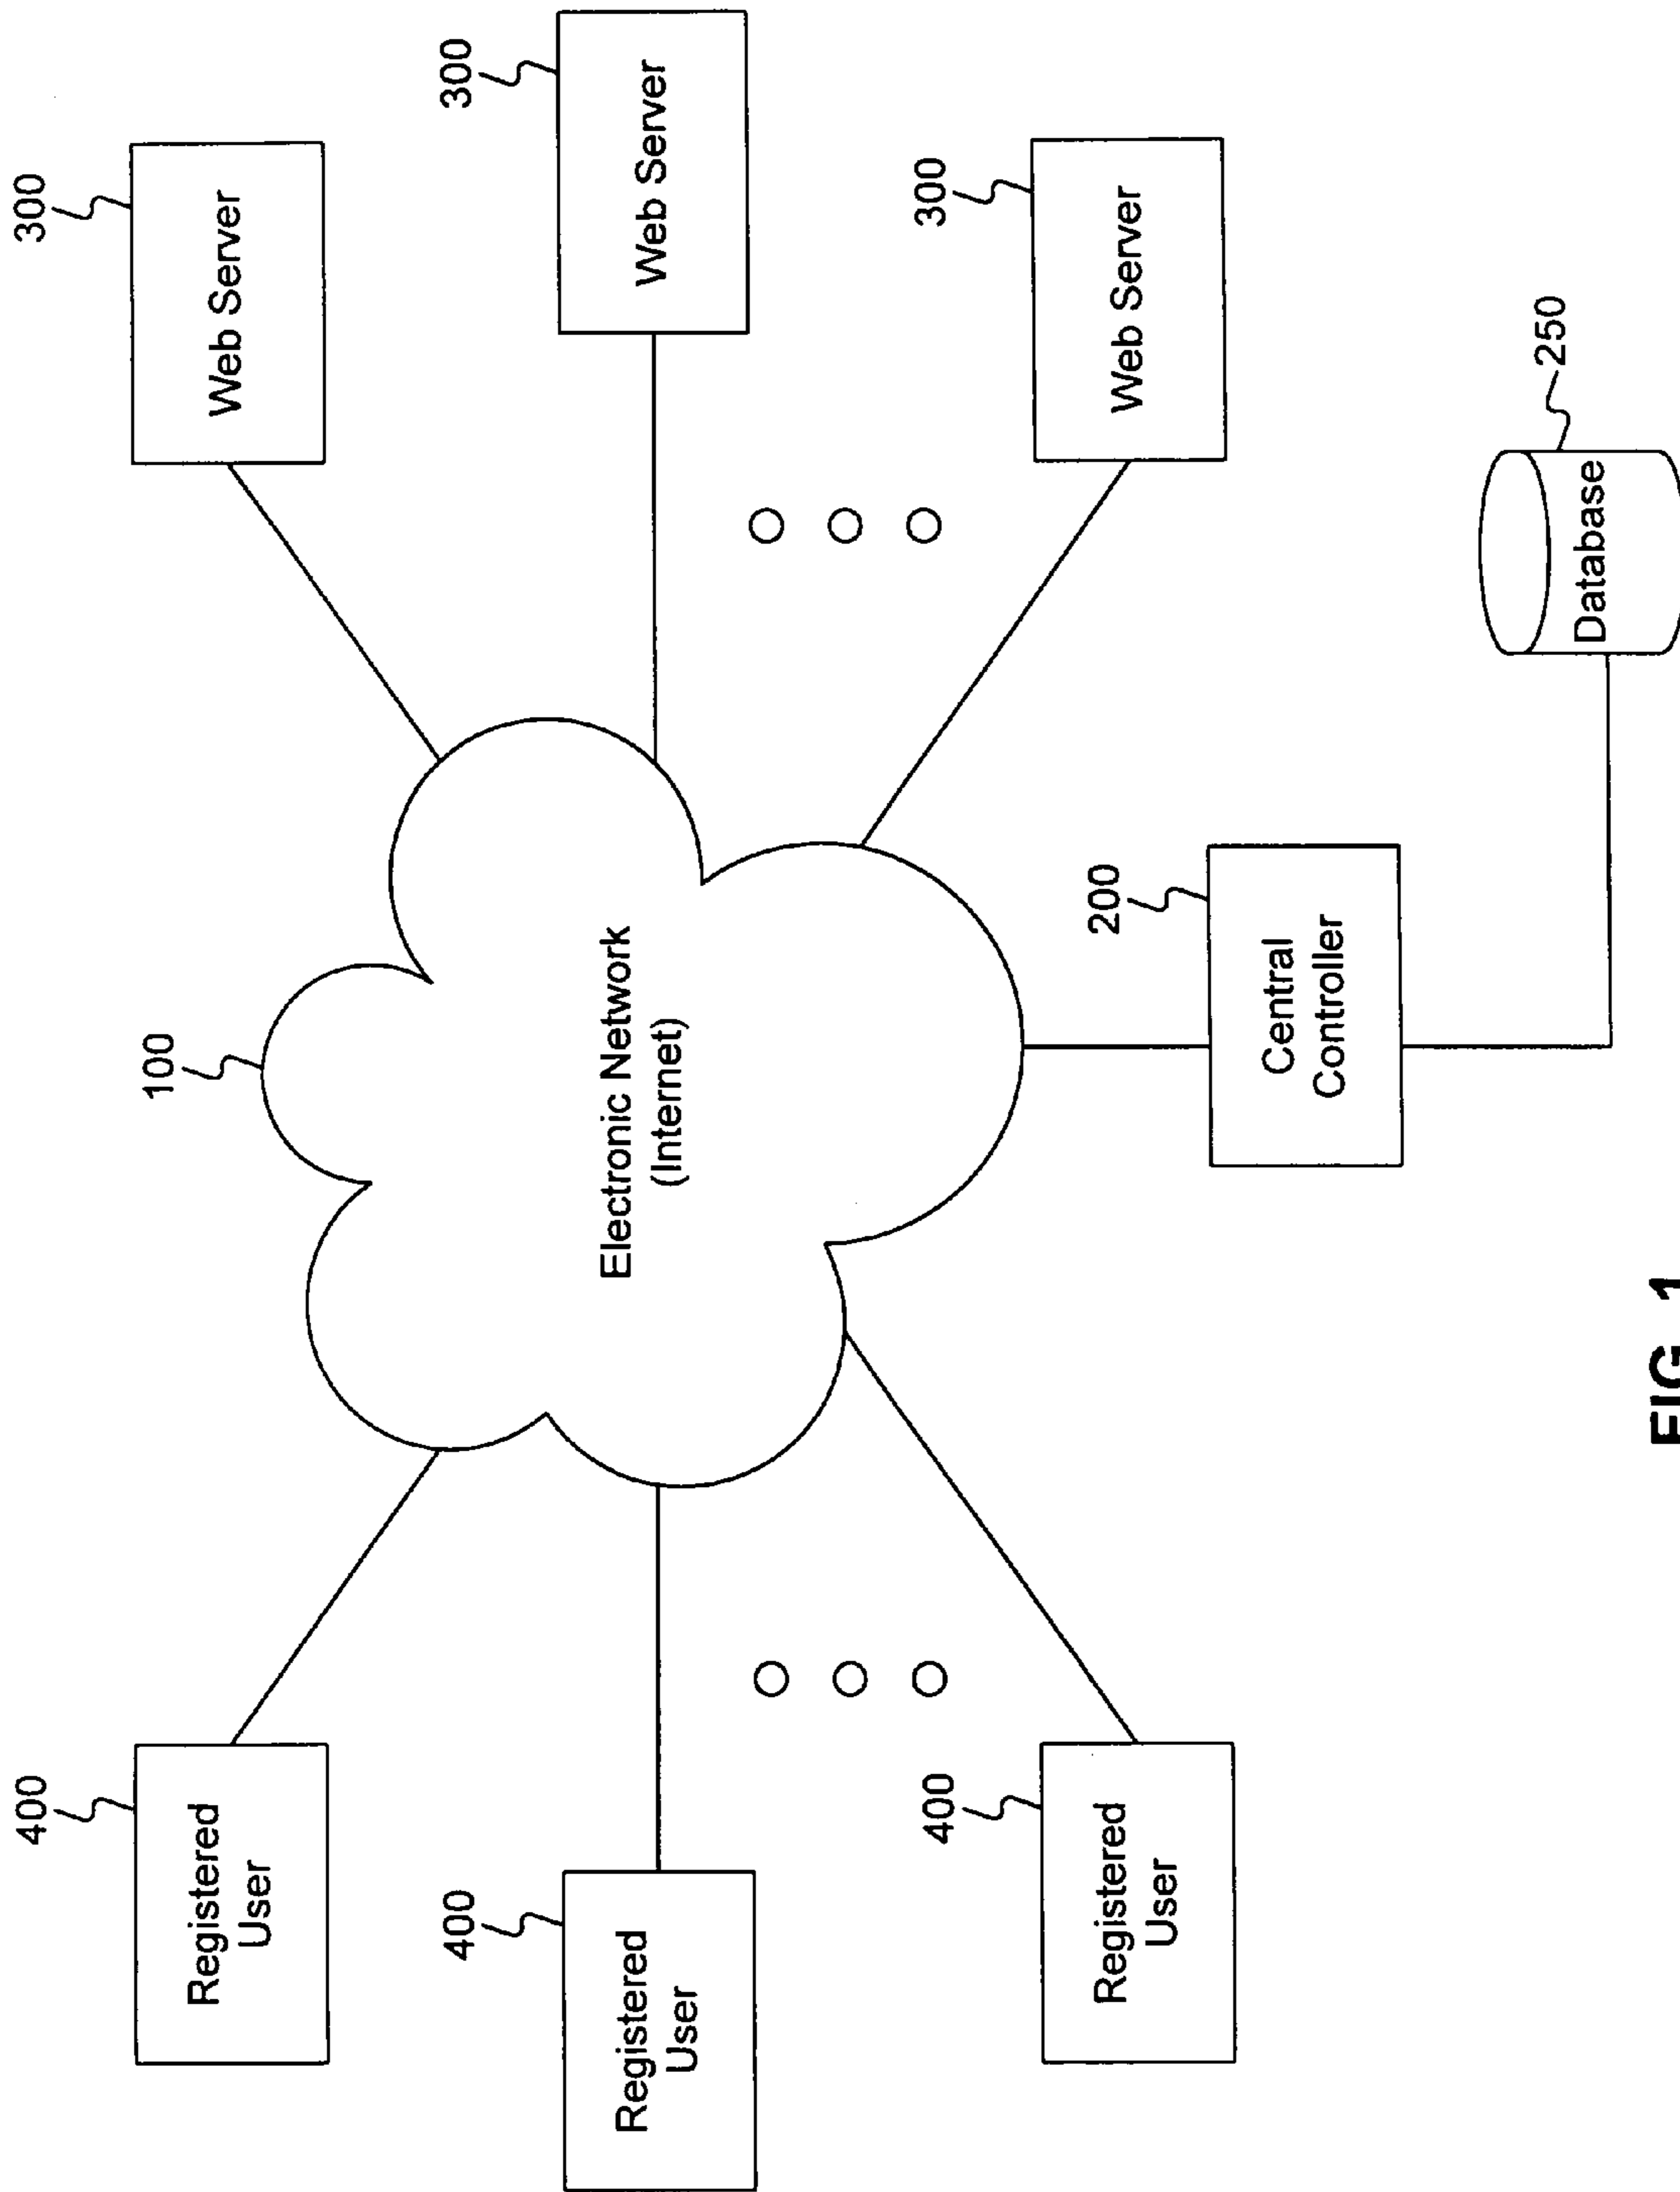 400
Registered
User
400
Registered
User
400
Registered
User
100
Electronic Network
(Internet)
300
Web Server
300
Web Server
300
Web Server
200
Central
Controller
250
Database
FIG. 1